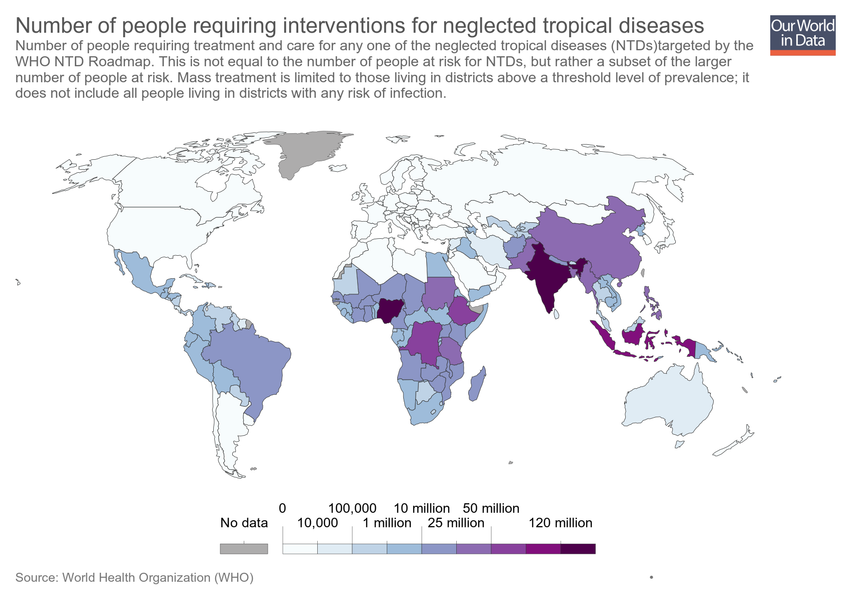 Number of people requiring interventions for neglected tropical diseases
Our World
in Data
Number of people requiring treatment and care for any one of the neglected tropical diseases (NTDs)targeted by the
WHO NTD Roadmap. This is not equal to the number of people at risk for NTDs, but rather a subset of the larger
number of people at risk. Mass treatment is limited to those living in districts above a threshold level of prevalence; it
does not include all people living in districts with any risk of infection.
0 100,000 10 million 50 million
No data 10,000 1 million 25 million 120 million
Source: World Health Organization (WHO)